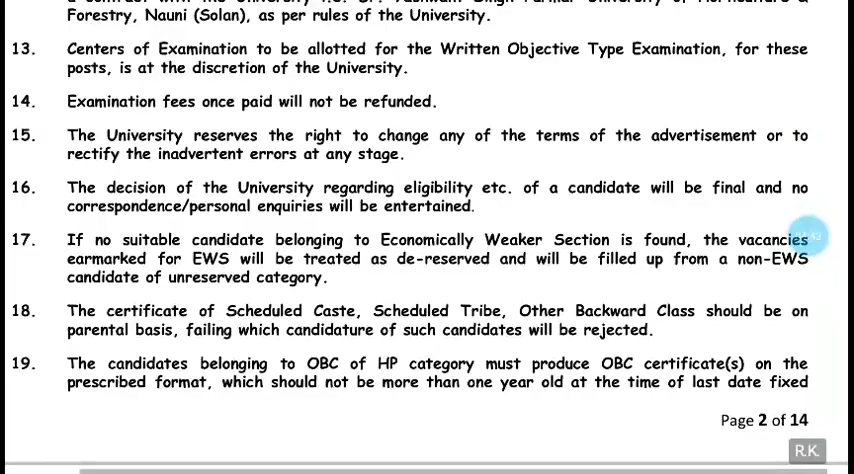 Forestry, Nauni (Solan), as per rules of the University.
13. Centers of Examination to be allotted for the Written Objective Type Examination, for these
posts, is at the discretion of the University.
14. Examination fees once paid will not be refunded.
15. The University reserves the right to change any of the terms of the advertisement or to
rectify the inadvertent errors at any stage.
16. The decision of the University regarding eligibility etc. of a candidate will be final and no
correspondence/personal enquiries will be entertained.
17. If no suitable candidate belonging to Economically Weaker Section is found, the vacancies
earmarked for EWS will be treated as de-reserved and will be filled up from a non-EWS
candidate of unreserved category.
18. The certificate of Scheduled Caste, Scheduled Tribe, Other Backward Class should be on
parental basis, failing which candidature of such candidates will be rejected.
19. The candidates belonging to OBC of HP category must produce OBC certificate(s) on the
prescribed format, which should not be more than one year old at the time of last date fixed
Page 2 of 14
R.K.